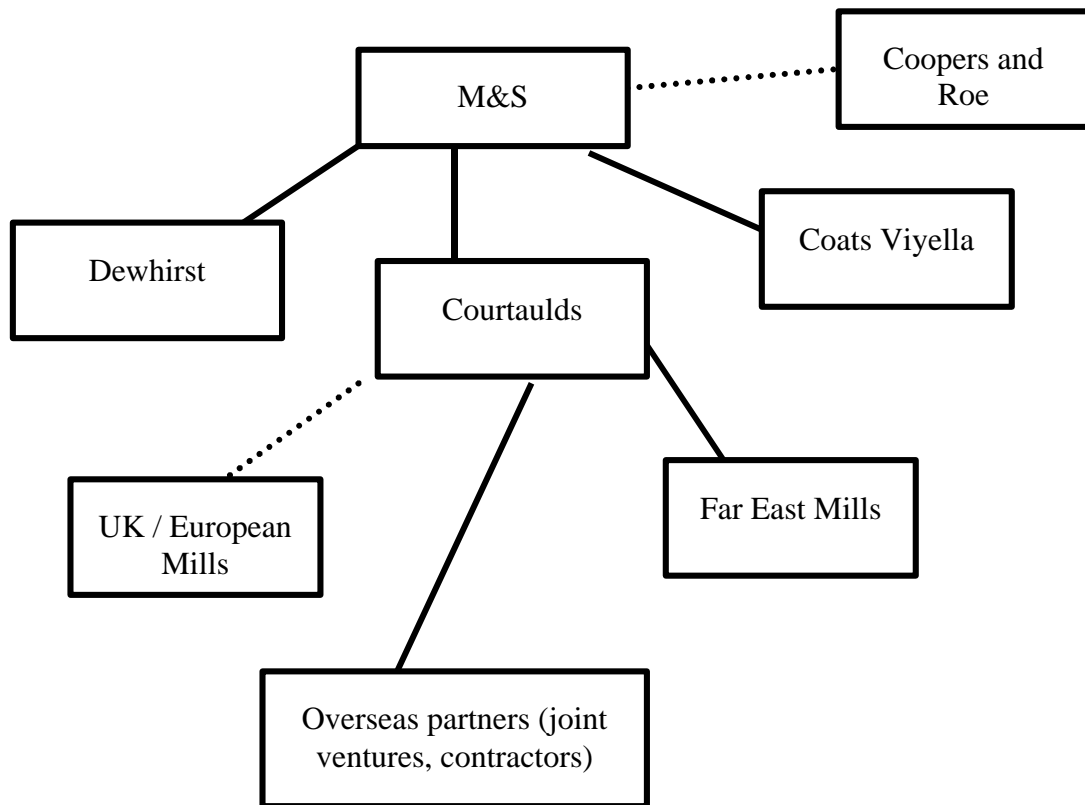 Coopers and
Roe
M&S
Dewhirst
Coats Viyella
Courtaulds
UK / European
Mills
Far East Mills
Overseas partners (joint
ventures, contractors)